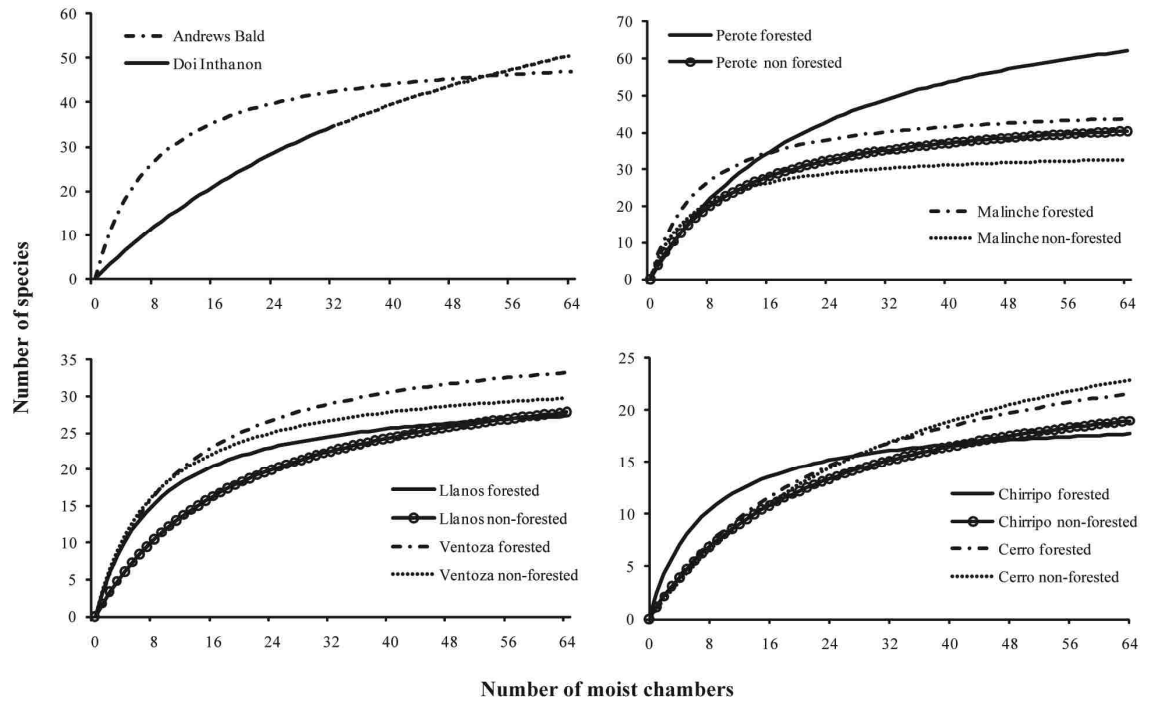 Number of species
60
50
40
30
20
10
0
0 8 16 24 32 40 48 56 64
Andrews Bald
Doi Inthanon
70
60
50
40
30
20
10
0
0 8 16 24 32 40 48 56 64
Perote forested
Perote non forested
Malinche forested
Malinche non-forested
35
30
25
20
15
10
5
0
0 8 16 24 32 40 48 56 64
Llanos forested
Llanos non-forested
Ventoza forested
Ventoza non-forested
25
20
15
10
5
0
0 8 16 24 32 40 48 56 64
Chirripo forested
Chirripo non-forested
Cerro forested
Cerro non-forested
Number of moist chambers